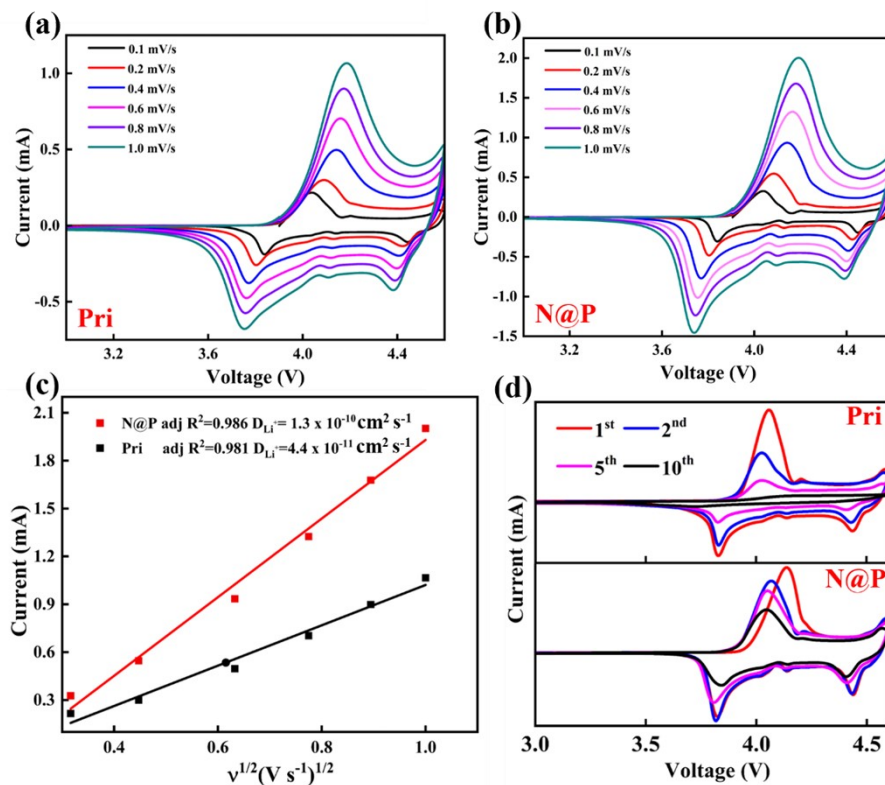 (a)
0.1 mV/s
0.2 mV/s
0.4 mV/s
0.6 mV/s
0.8 mV/s
1.0 mV/s
1.0
0.5
0.0
-0.5
Current (mA)
Pri
3.2 3.6 4.0 4.4
Voltage (V)
(b)
0.1 mV/s
0.2 mV/s
0.4 mV/s
0.6 mV/s
0.8 mV/s
1.0 mV/s
2.0
1.5
1.0
0.5
0.0
-0.5
-1.0
-1.5
Current (mA)
N@P
3.2 3.6 4.0 4.4
Voltage (V)
(c)
N@P adj R²=0.986 D_Li⁺= 1.3 x 10⁻¹⁰ cm² s⁻¹
Pri adj R²=0.981 D_Li⁺=4.4 x 10⁻¹¹ cm² s⁻¹
2.1
1.8
1.5
1.2
0.9
0.6
0.3
Current (mA)
0.4 0.6 0.8 1.0
ν¹/²(V s⁻¹)¹/²
(d)
Pri
1st 2nd
5th 10th
N@P
Current (mA)
3.0 3.5 4.0 4.5
Voltage (V)